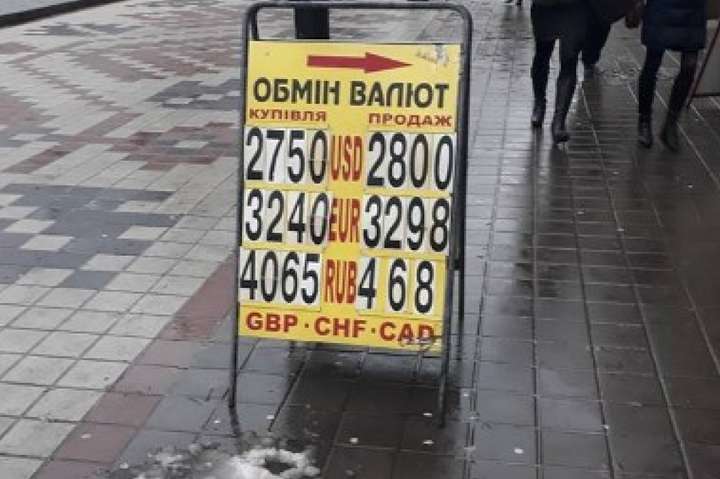 ОБМІН ВАЛЮТ
КУПІВЛЯ ПРОДАЖ
2750 USD 2800
3240 EUR 3298
4065 RUB 468
GBP · CHF · CAD